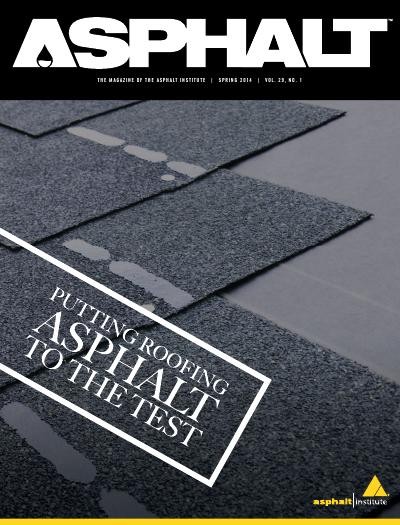 ASPHALT™
THE MAGAZINE OF THE ASPHALT INSTITUTE | SPRING 2014 | VOL. 29, NO. 1
PUTTING ROOFING
ASPHALT
TO THE TEST
asphalt institute